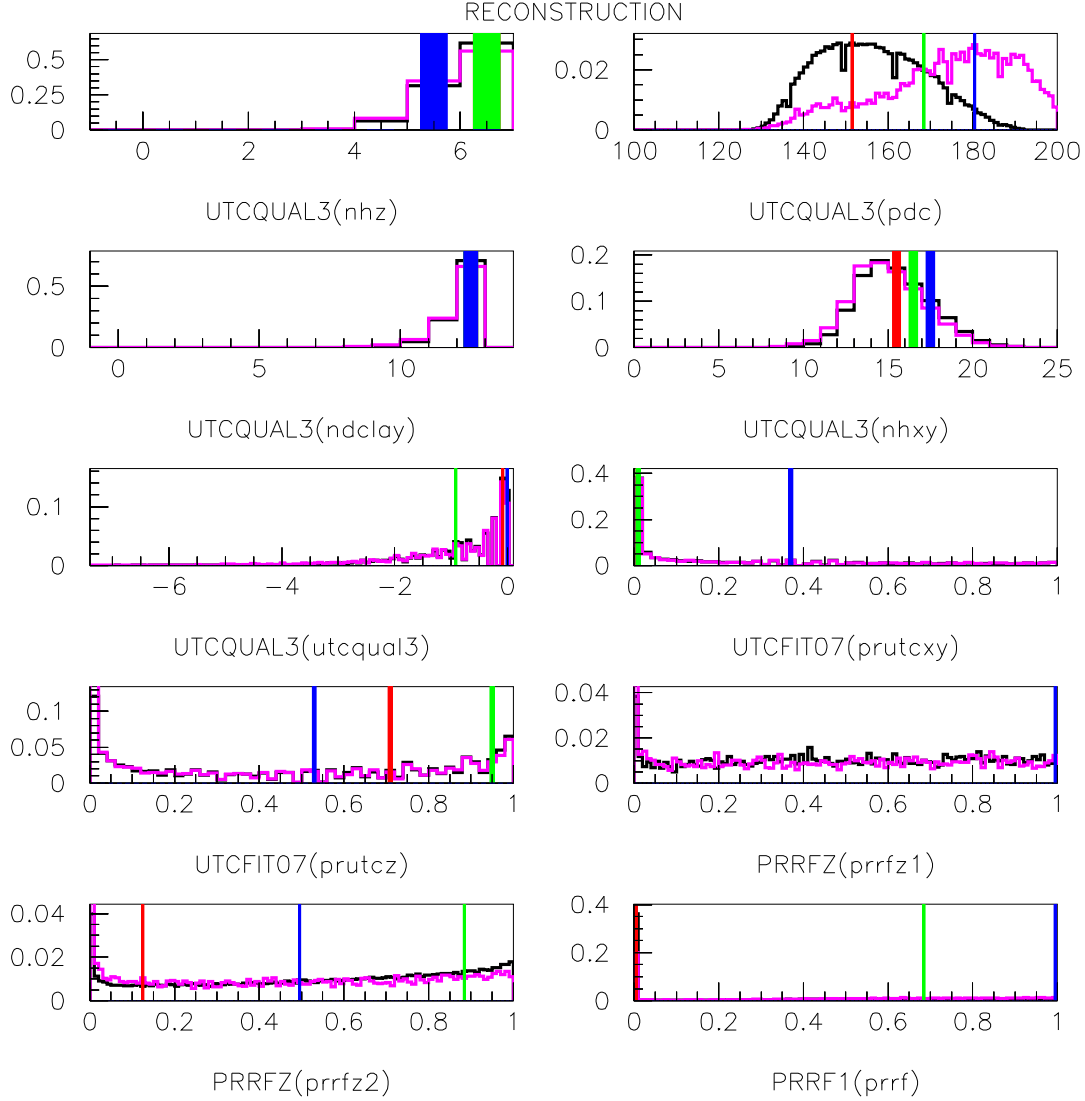 RECONSTRUCTION
0.5
0.25
0
0 2 4 6
0.02
0
100 120 140 160 180 200
UTCQUAL3(nhz)
UTCQUAL3(pdc)
0.5
0
0 5 10
0.2
0.1
0
0 5 10 15 20 25
UTCQUAL3(ndclay)
UTCQUAL3(nhxy)
0.1
0
−6 −4 −2 0
0.4
0.2
0
0 0.2 0.4 0.6 0.8 1
UTCQUAL3(utcqual3)
UTCFIT07(prutcxy)
0.1
0.05
0
0 0.2 0.4 0.6 0.8 1
0.04
0.02
0
0 0.2 0.4 0.6 0.8 1
UTCFIT07(prutcz)
PRRFZ(prrfz1)
0.04
0.02
0
0 0.2 0.4 0.6 0.8 1
0.4
0.2
0
0 0.2 0.4 0.6 0.8 1
PRRFZ(prrfz2)
PRRF1(prrf)